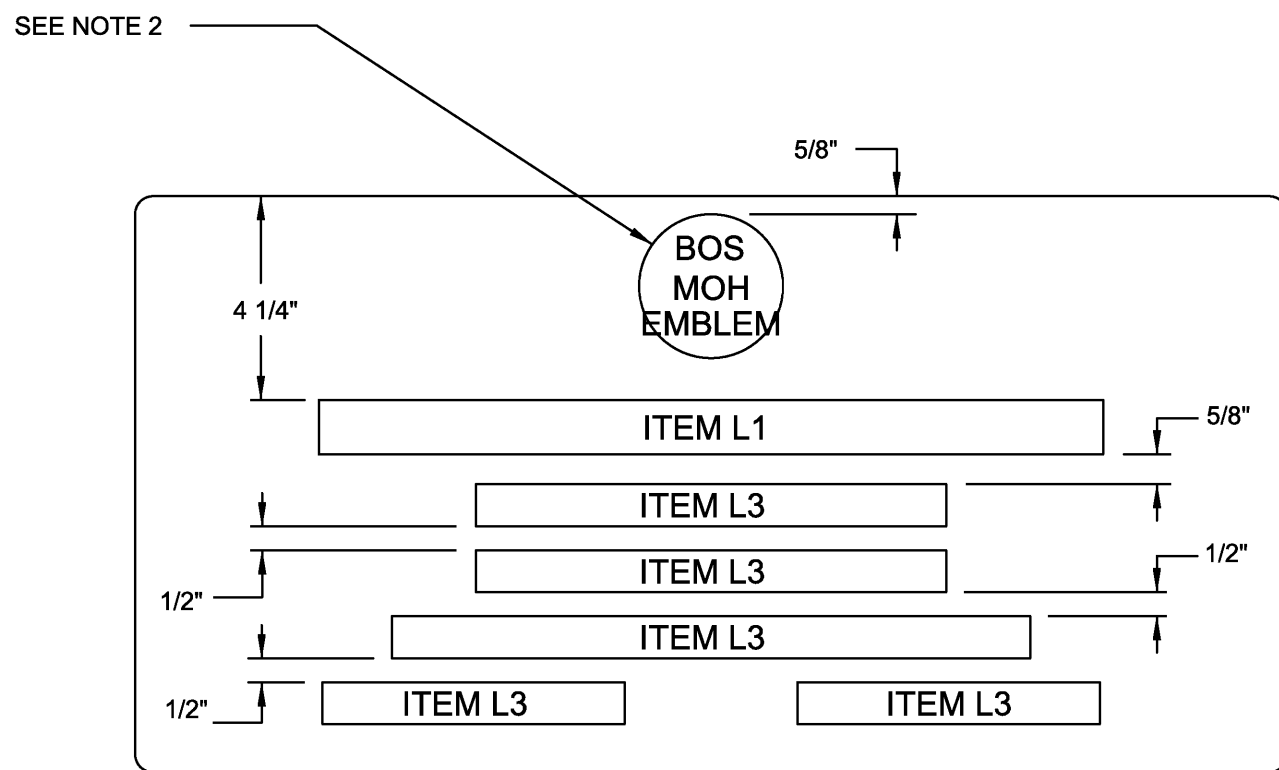 SEE NOTE 2
5/8"
BOS
MOH
EMBLEM
4 1/4"
ITEM L1
5/8"
ITEM L3
ITEM L3
1/2"
1/2"
ITEM L3
ITEM L3
ITEM L3
1/2"